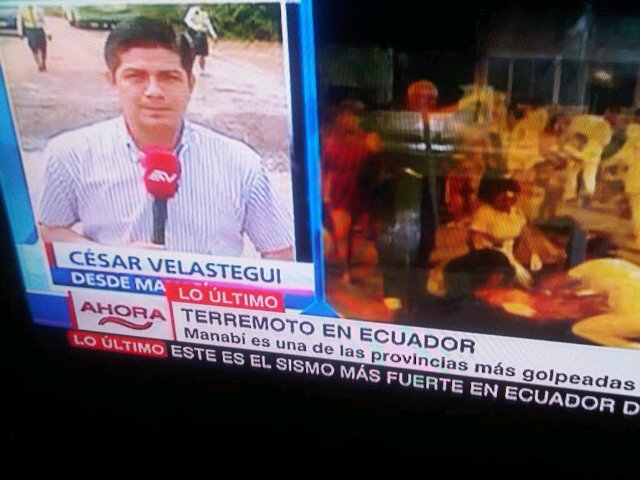 CÉSAR VELASTEGUI
DESDE MA
LO ÚLTIMO
AHORA
TERREMOTO EN ECUADOR
Manabí es una de las provincias más golpeadas
LO ÚLTIMO ESTE ES EL SISMO MÁS FUERTE EN ECUADOR D